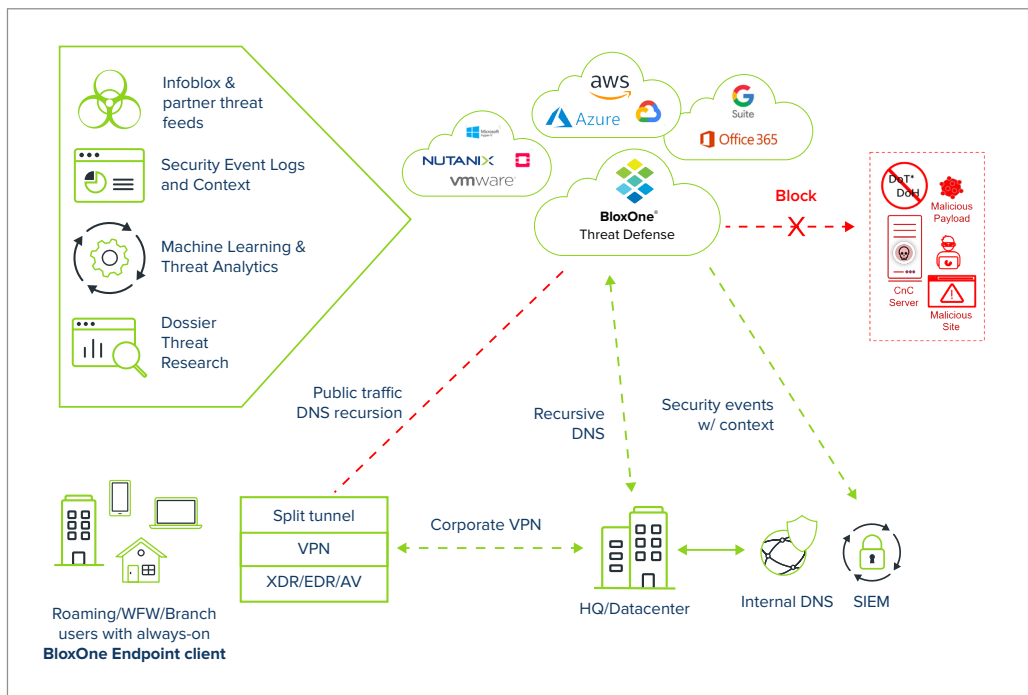 Infoblox &
partner threat
feeds
Security Event Logs
and Context
Machine Learning &
Threat Analytics
Dossier
Threat
Research
Microsoft
Hyper-V
NUTANIX
vmware
aws
Azure
G
Suite
Office 365
BloxOne®
Threat Defense
Block
DoT*
DoH
Malicious
Payload
CnC
Server
Malicious
Site
Public traffic
DNS recursion
Recursive
DNS
Security events
w/ context
Split tunnel
VPN
XDR/EDR/AV
Corporate VPN
HQ/Datacenter
Internal DNS
SIEM
Roaming/WFW/Branch
users with always-on
BloxOne Endpoint client